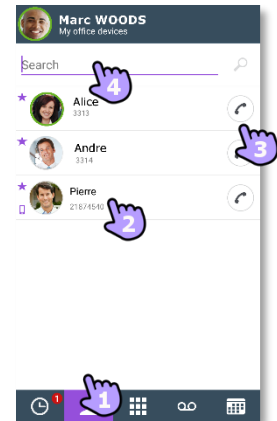 Marc WOODS
My office devices
Search
4
Alice
3313
3
Andre
3314
Pierre
21874540
2
1
1